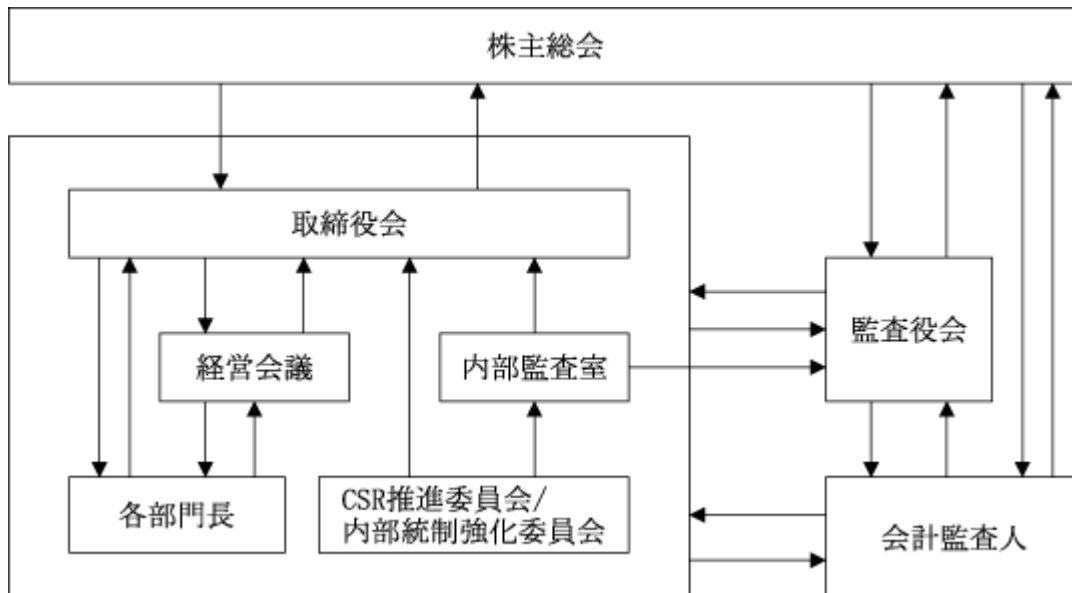 株主総会
取締役会
監査役会
経営会議
内部監査室
各部門長
CSR推進委員会/
内部統制強化委員会
会計監査人